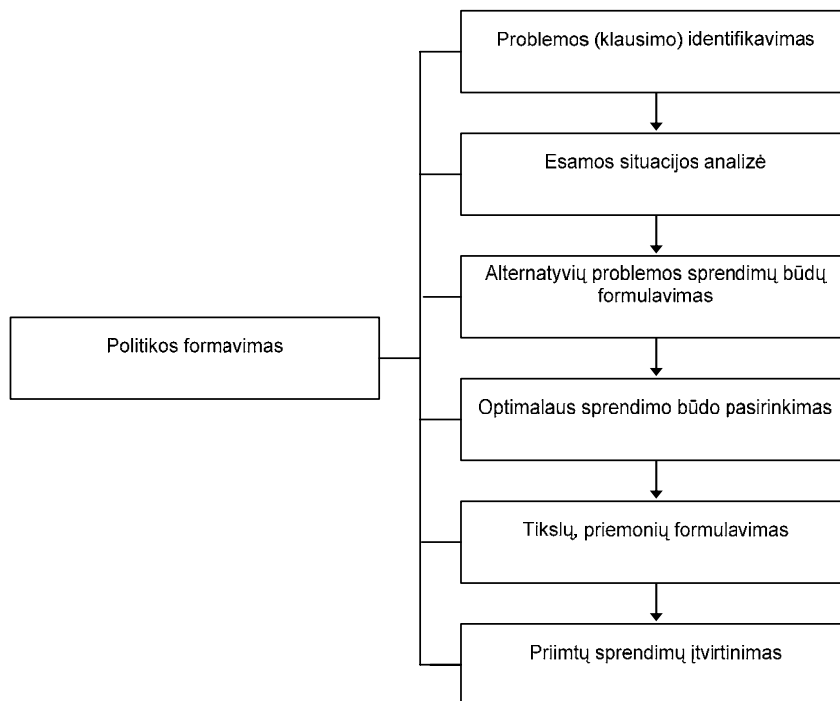 Problemos (klausimo) identifikavimas
Esamos situacijos analizė
Alternatyvių problemos sprendimų būdų
formulavimas
Politikos formavimas
Optimalaus sprendimo būdo pasirinkimas
Tikslų, priemonių formulavimas
Priimtų sprendimų įtvirtinimas